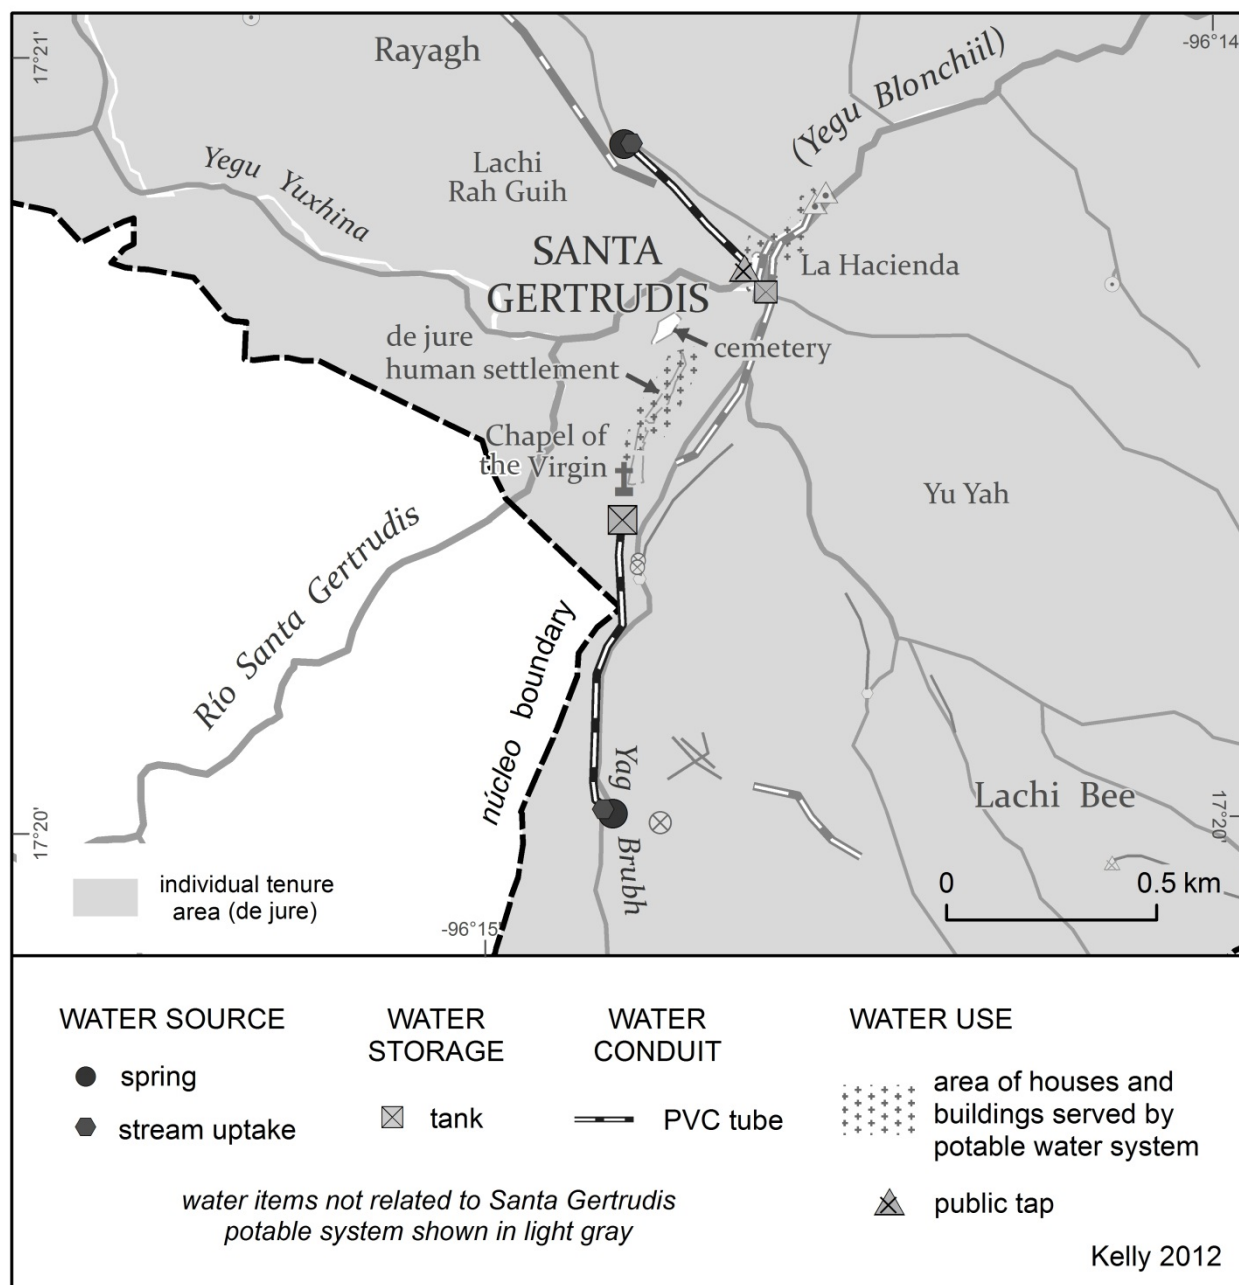 17°21'
-96°14
Rayagh
(Yegu Blonchiil)
Yegu Yuxhina
Lachi
Rah Guih
SANTA
GERTRUDIS
La Hacienda
de jure
human settlement
cemetery
Chapel of
the Virgin
Yu Yah
Río Santa Gertrudis
núcleo boundary
Yag Brubh
Lachi Bee
17°20'
17°20'
individual tenure
area (de jure)
-96°15'
0 0.5 km
WATER SOURCE
spring
stream uptake
WATER
STORAGE
tank
WATER
CONDUIT
PVC tube
WATER USE
area of houses and
buildings served by
potable water system
public tap
water items not related to Santa Gertrudis
potable system shown in light gray
Kelly 2012